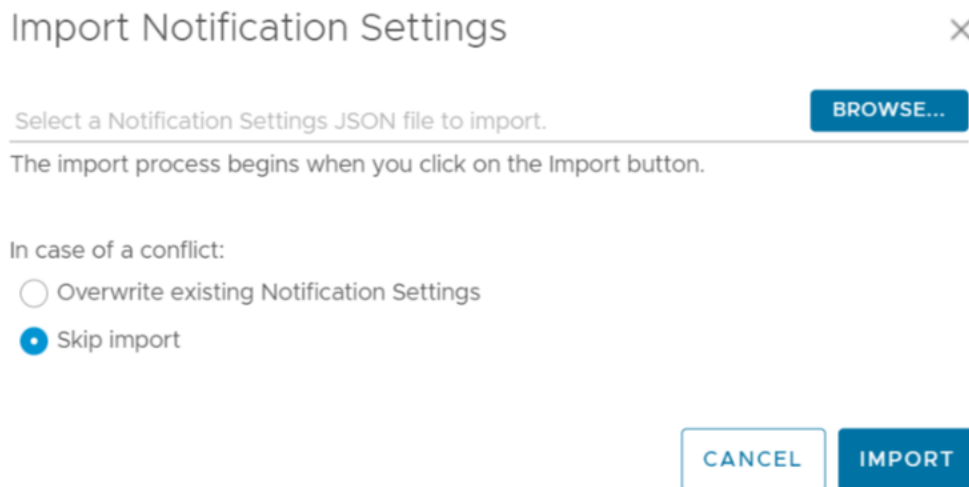 Import Notification Settings
Select a Notification Settings JSON file to import.
BROWSE...
The import process begins when you click on the Import button.
In case of a conflict:
Overwrite existing Notification Settings
Skip import
CANCEL
IMPORT